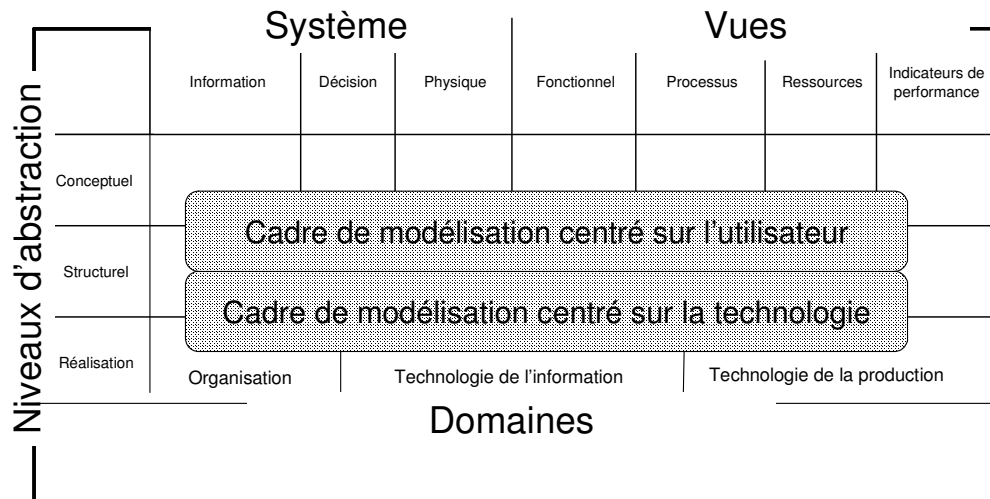 Système
Vues
Niveaux d'abstraction
Information
Décision
Physique
Fonctionnel
Processus
Ressources
Indicateurs de
performance
Conceptuel
Cadre de modélisation centré sur l'utilisateur
Structurel
Cadre de modélisation centré sur la technologie
Réalisation
Organisation
Technologie de l'information
Technologie de la production
Domaines